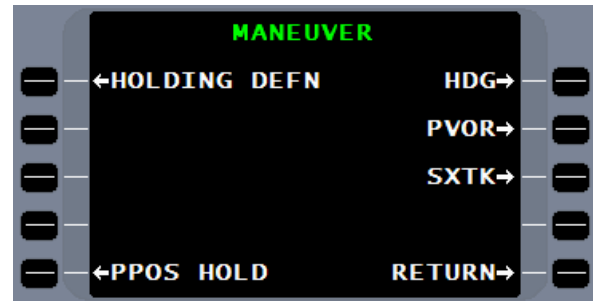 MANEUVER
←HOLDING DEFN HDG→
PVOR→
SXTK→
←PPOS HOLD RETURN→